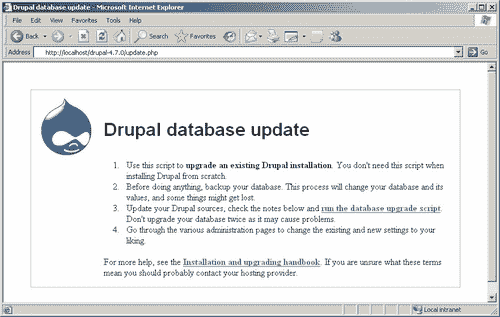 Drupal database update - Microsoft Internet Explorer
File Edit View Favorites Tools Help
Back Search Favorites
Address http://localhost/drupal-4.7.0/update.php Go
Drupal database update
1. Use this script to upgrade an existing Drupal installation. You don't need this script when
installing Drupal from scratch.
2. Before doing anything, backup your database. This process will change your database and its
values, and some things might get lost.
3. Update your Drupal sources, check the notes below and run the database upgrade script.
Don't upgrade your database twice as it may cause problems.
4. Go through the various administration pages to change the existing and new settings to your
liking.
For more help, see the Installation and upgrading handbook. If you are unsure what these terms
mean you should probably contact your hosting provider.
Local intranet